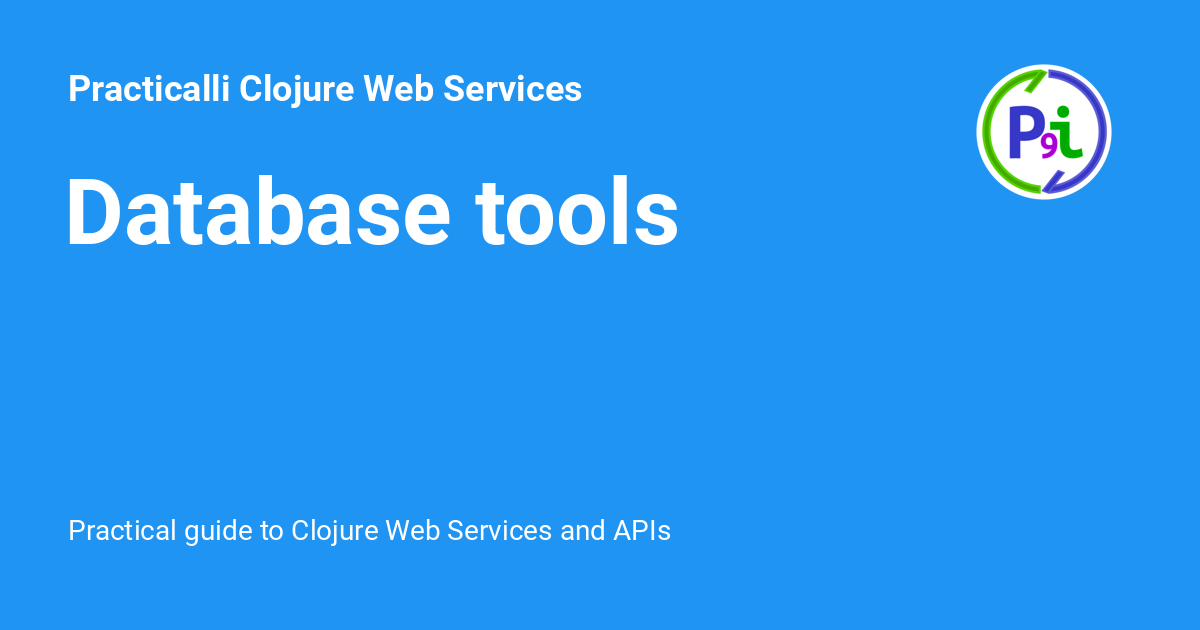 Practicalli Clojure Web Services
P9i
Database tools
Practical guide to Clojure Web Services and APIs